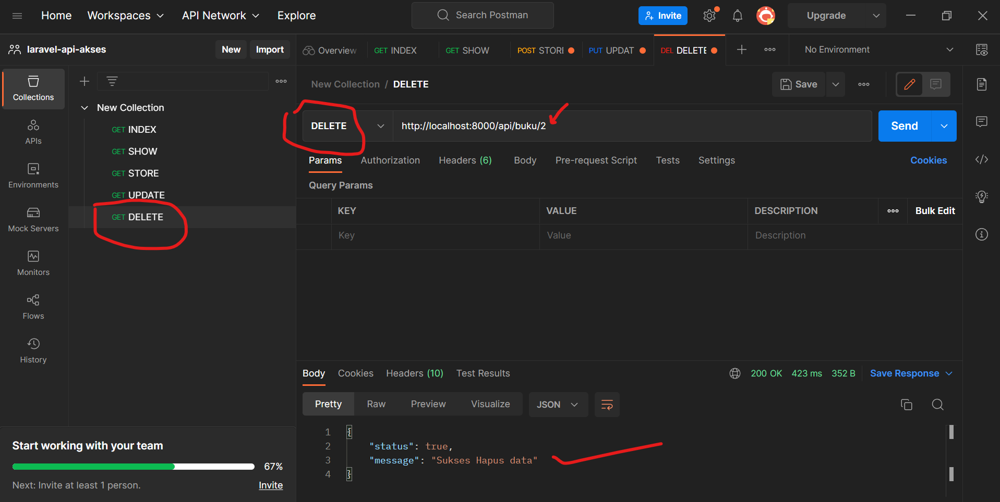 Home Workspaces API Network Explore Search Postman Invite Upgrade
laravel-api-akses New Import
Overview GET INDEX GET SHOW POST STORE PUT UPDAT DEL DELETE No Environment
Collections
APIs
Environments
Mock Servers
Monitors
Flows
History
New Collection
GET INDEX
GET SHOW
GET STORE
GET UPDATE
GET DELETE
New Collection / DELETE Save
DELETE http://localhost:8000/api/buku/2 Send
Params Authorization Headers (6) Body Pre-request Script Tests Settings Cookies
Query Params
KEY VALUE DESCRIPTION Bulk Edit
Key Value Description
Body Cookies Headers (10) Test Results 200 OK 423 ms 352 B Save Response
Pretty Raw Preview Visualize JSON
1 {
2 "status": true,
3 "message": "Sukses Hapus data"
4 }
Start working with your team
67%
Next: Invite at least 1 person. Invite